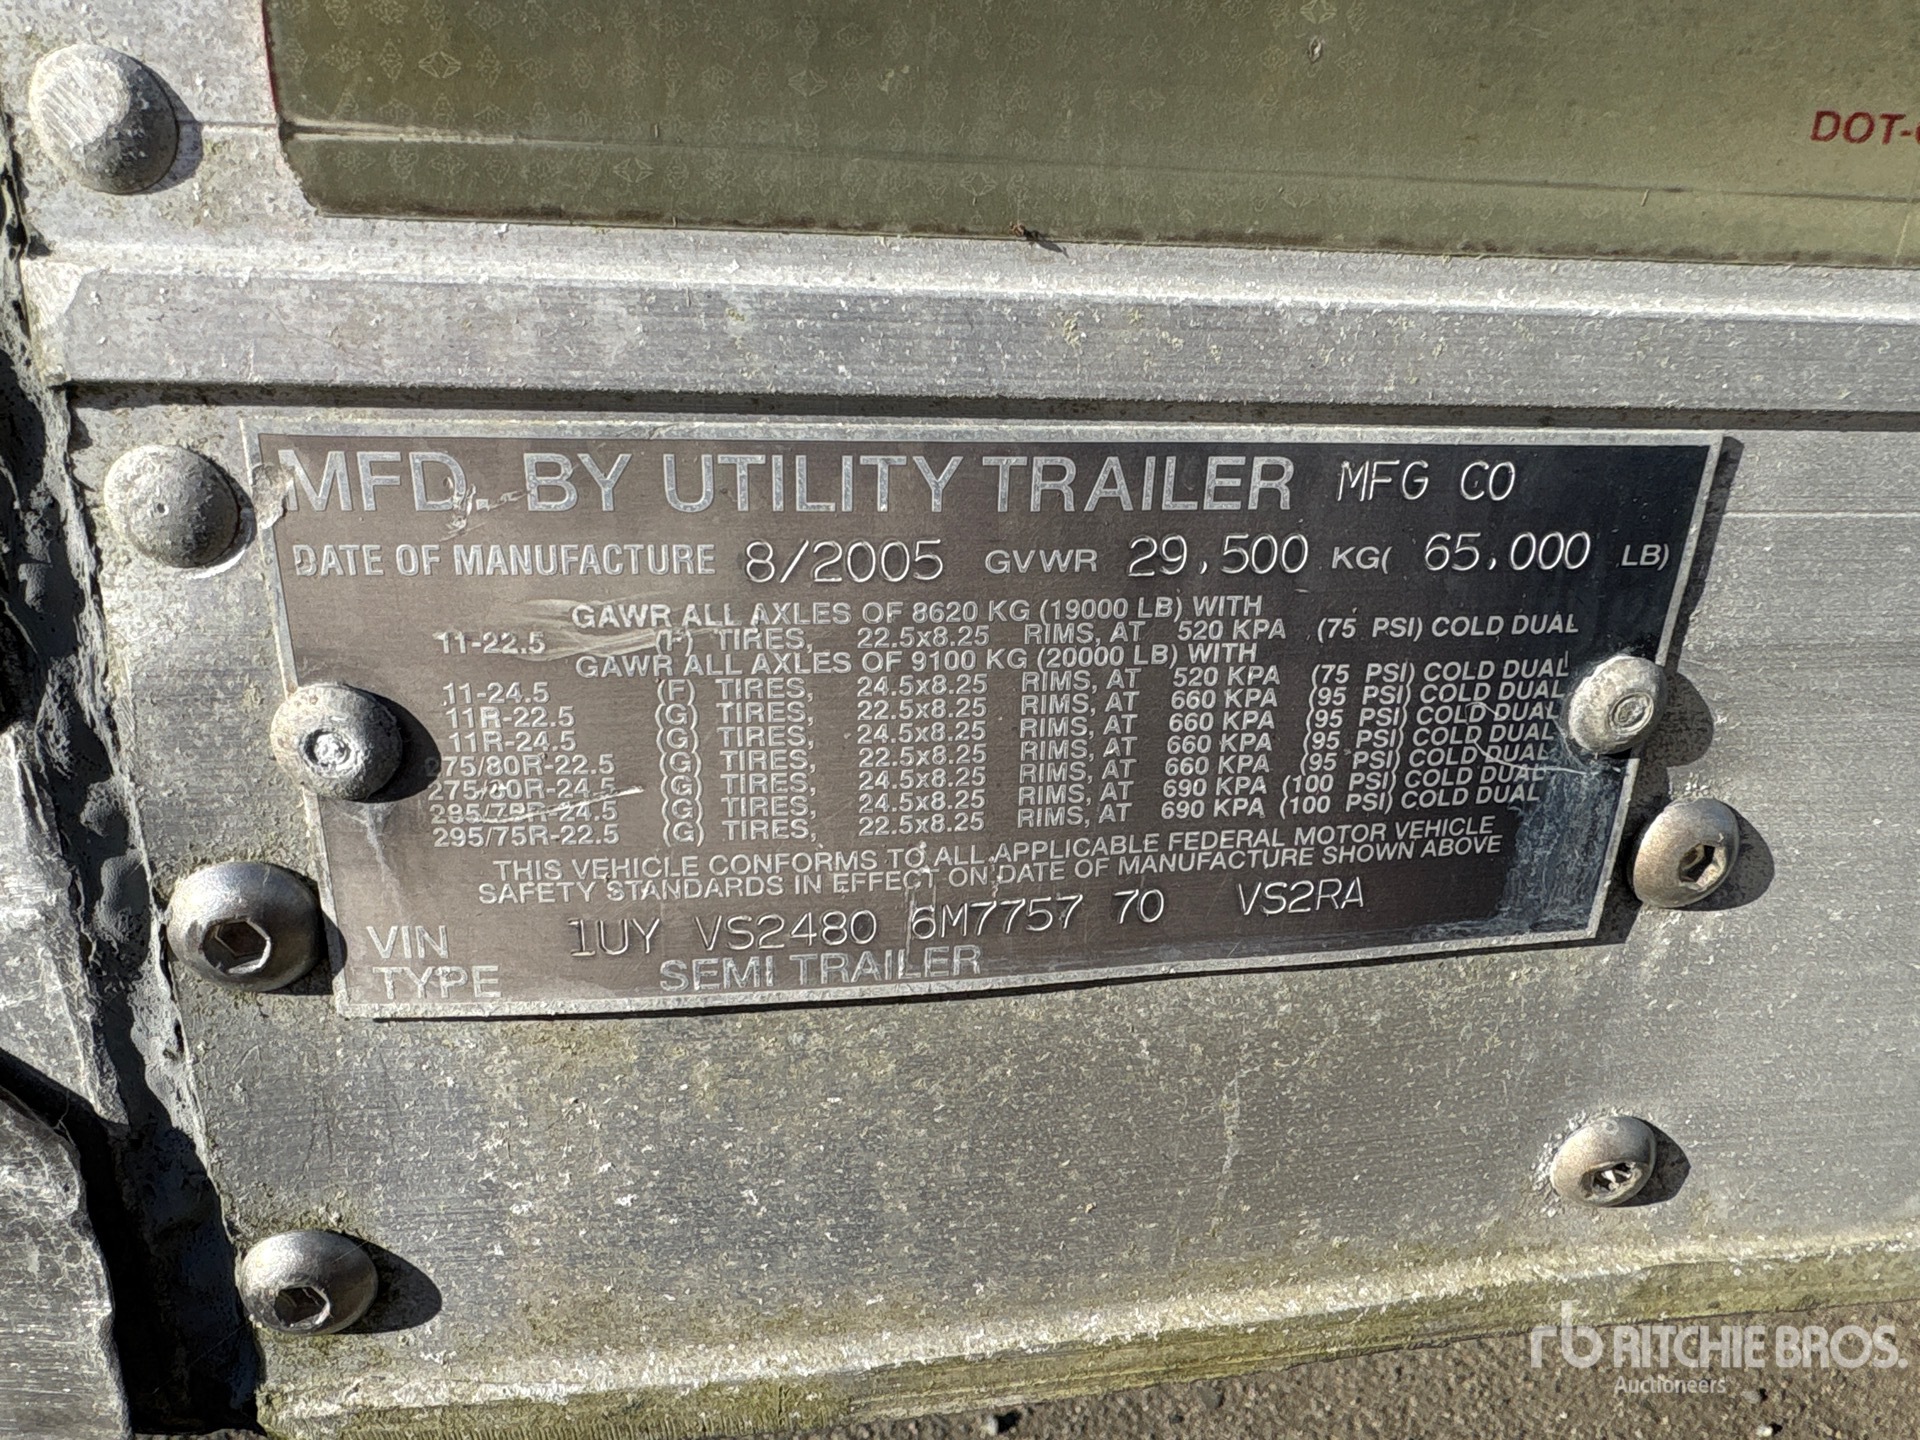 DOT-
MFD. BY UTILITY TRAILER MFG CO
DATE OF MANUFACTURE 8/2005 GVWR 29,500 KG( 65,000 LB)
GAWR ALL AXLES OF 8620 KG (19000 LB) WITH
11-22.5 (F) TIRES, 22.5x8.25 RIMS, AT 520 KPA (75 PSI) COLD DUAL
GAWR ALL AXLES OF 9100 KG (20000 LB) WITH
11-24.5 (F) TIRES, 24.5x8.25 RIMS, AT 520 KPA (75 PSI) COLD DUAL
11R-22.5 (G) TIRES, 22.5x8.25 RIMS, AT 660 KPA (95 PSI) COLD DUAL
11R-24.5 (G) TIRES, 24.5x8.25 RIMS, AT 660 KPA (95 PSI) COLD DUAL
275/80R-22.5 (G) TIRES, 22.5x8.25 RIMS, AT 660 KPA (95 PSI) COLD DUAL
275/80R-24.5 (G) TIRES, 24.5x8.25 RIMS, AT 660 KPA (95 PSI) COLD DUAL
295/75R-24.5 (G) TIRES, 24.5x8.25 RIMS, AT 690 KPA (100 PSI) COLD DUAL
295/75R-22.5 (G) TIRES, 22.5x8.25 RIMS, AT 690 KPA (100 PSI) COLD DUAL
THIS VEHICLE CONFORMS TO ALL APPLICABLE FEDERAL MOTOR VEHICLE
SAFETY STANDARDS IN EFFECT ON DATE OF MANUFACTURE SHOWN ABOVE
VIN 1UY VS2480 6M7757 70 VS2RA
TYPE SEMI TRAILER
rb RITCHIE BROS.
Auctioneers